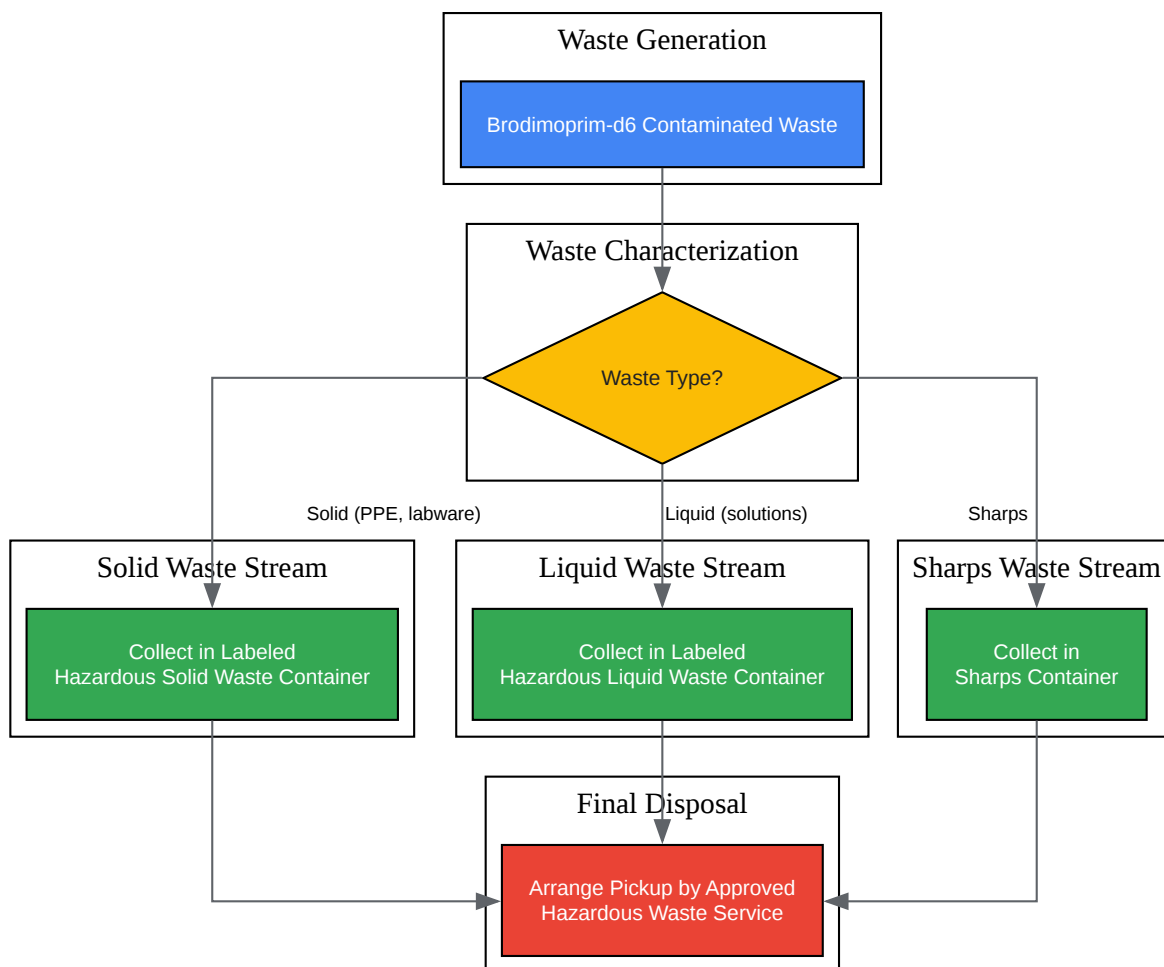 Waste Generation
Brodimoprim-d6 Contaminated Waste
Waste Characterization
Waste Type?
Solid (PPE, labware)
Liquid (solutions)
Sharps
Solid Waste Stream
Collect in Labeled
Hazardous Solid Waste Container
Liquid Waste Stream
Collect in Labeled
Hazardous Liquid Waste Container
Sharps Waste Stream
Collect in
Sharps Container
Final Disposal
Arrange Pickup by Approved
Hazardous Waste Service